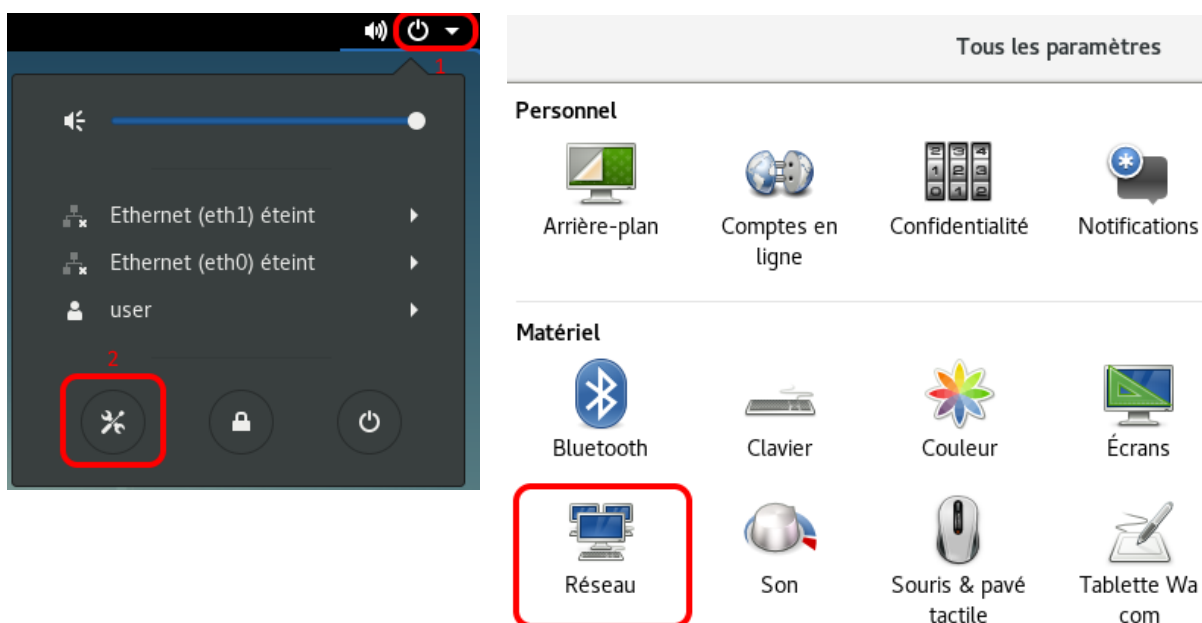 1
Ethernet (eth1) éteint
Ethernet (eth0) éteint
user
2
Tous les paramètres
Personnel
Arrière-plan
Comptes en
ligne
Confidentialité
Notifications
Matériel
Bluetooth
Clavier
Couleur
Écrans
Réseau
Son
Souris & pavé
tactile
Tablette Wa
com